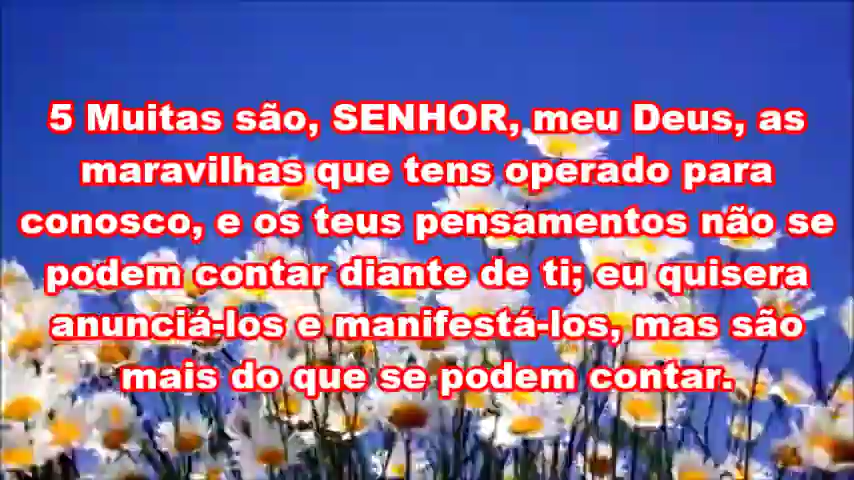 5 Muitas são, SENHOR, meu Deus, as
maravilhas que tens operado para
conosco, e os teus pensamentos não se
podem contar diante de ti; eu quisera
anunciá-los e manifestá-los, mas são
mais do que se podem contar.